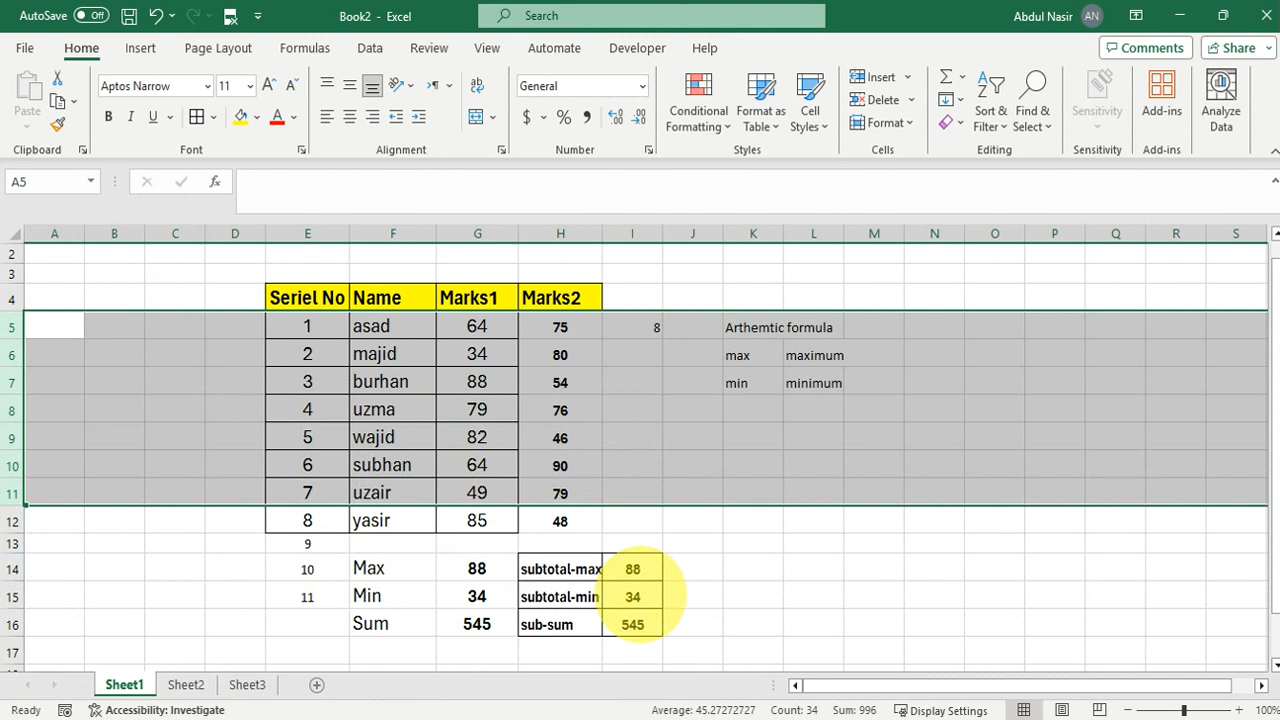 AutoSave Off Book2 - Excel Search Abdul Nasir AN
File Home Insert Page Layout Formulas Data Review View Automate Developer Help Comments Share
Paste Aptos Narrow 11 General Conditional Formatting Format as Table Cell Styles Insert Delete Format Sort & Filter Find & Select Sensitivity Add-ins Analyze Data
B I U A $ %
Clipboard Font Alignment Number Styles Cells Editing Sensitivity Add-ins
A5 fx
A B C D E F G H I J K L M N O P Q R S
2
3
4 Seriel No Name Marks1 Marks2
5 1 asad 64 75 8 Arthemtic formula
6 2 majid 34 80 max maximum
7 3 burhan 88 54 min minimum
8 4 uzma 79 76
9 5 wajid 82 46
10 6 subhan 64 90
11 7 uzair 49 79
12 8 yasir 85 48
13 9
14 10 Max 88 subtotal-max 88
15 11 Min 34 subtotal-min 34
16 Sum 545 sub-sum 545
17
Sheet1 Sheet2 Sheet3
Ready Accessibility: Investigate Average: 45.27272727 Count: 34 Sum: 996 Display Settings 100%